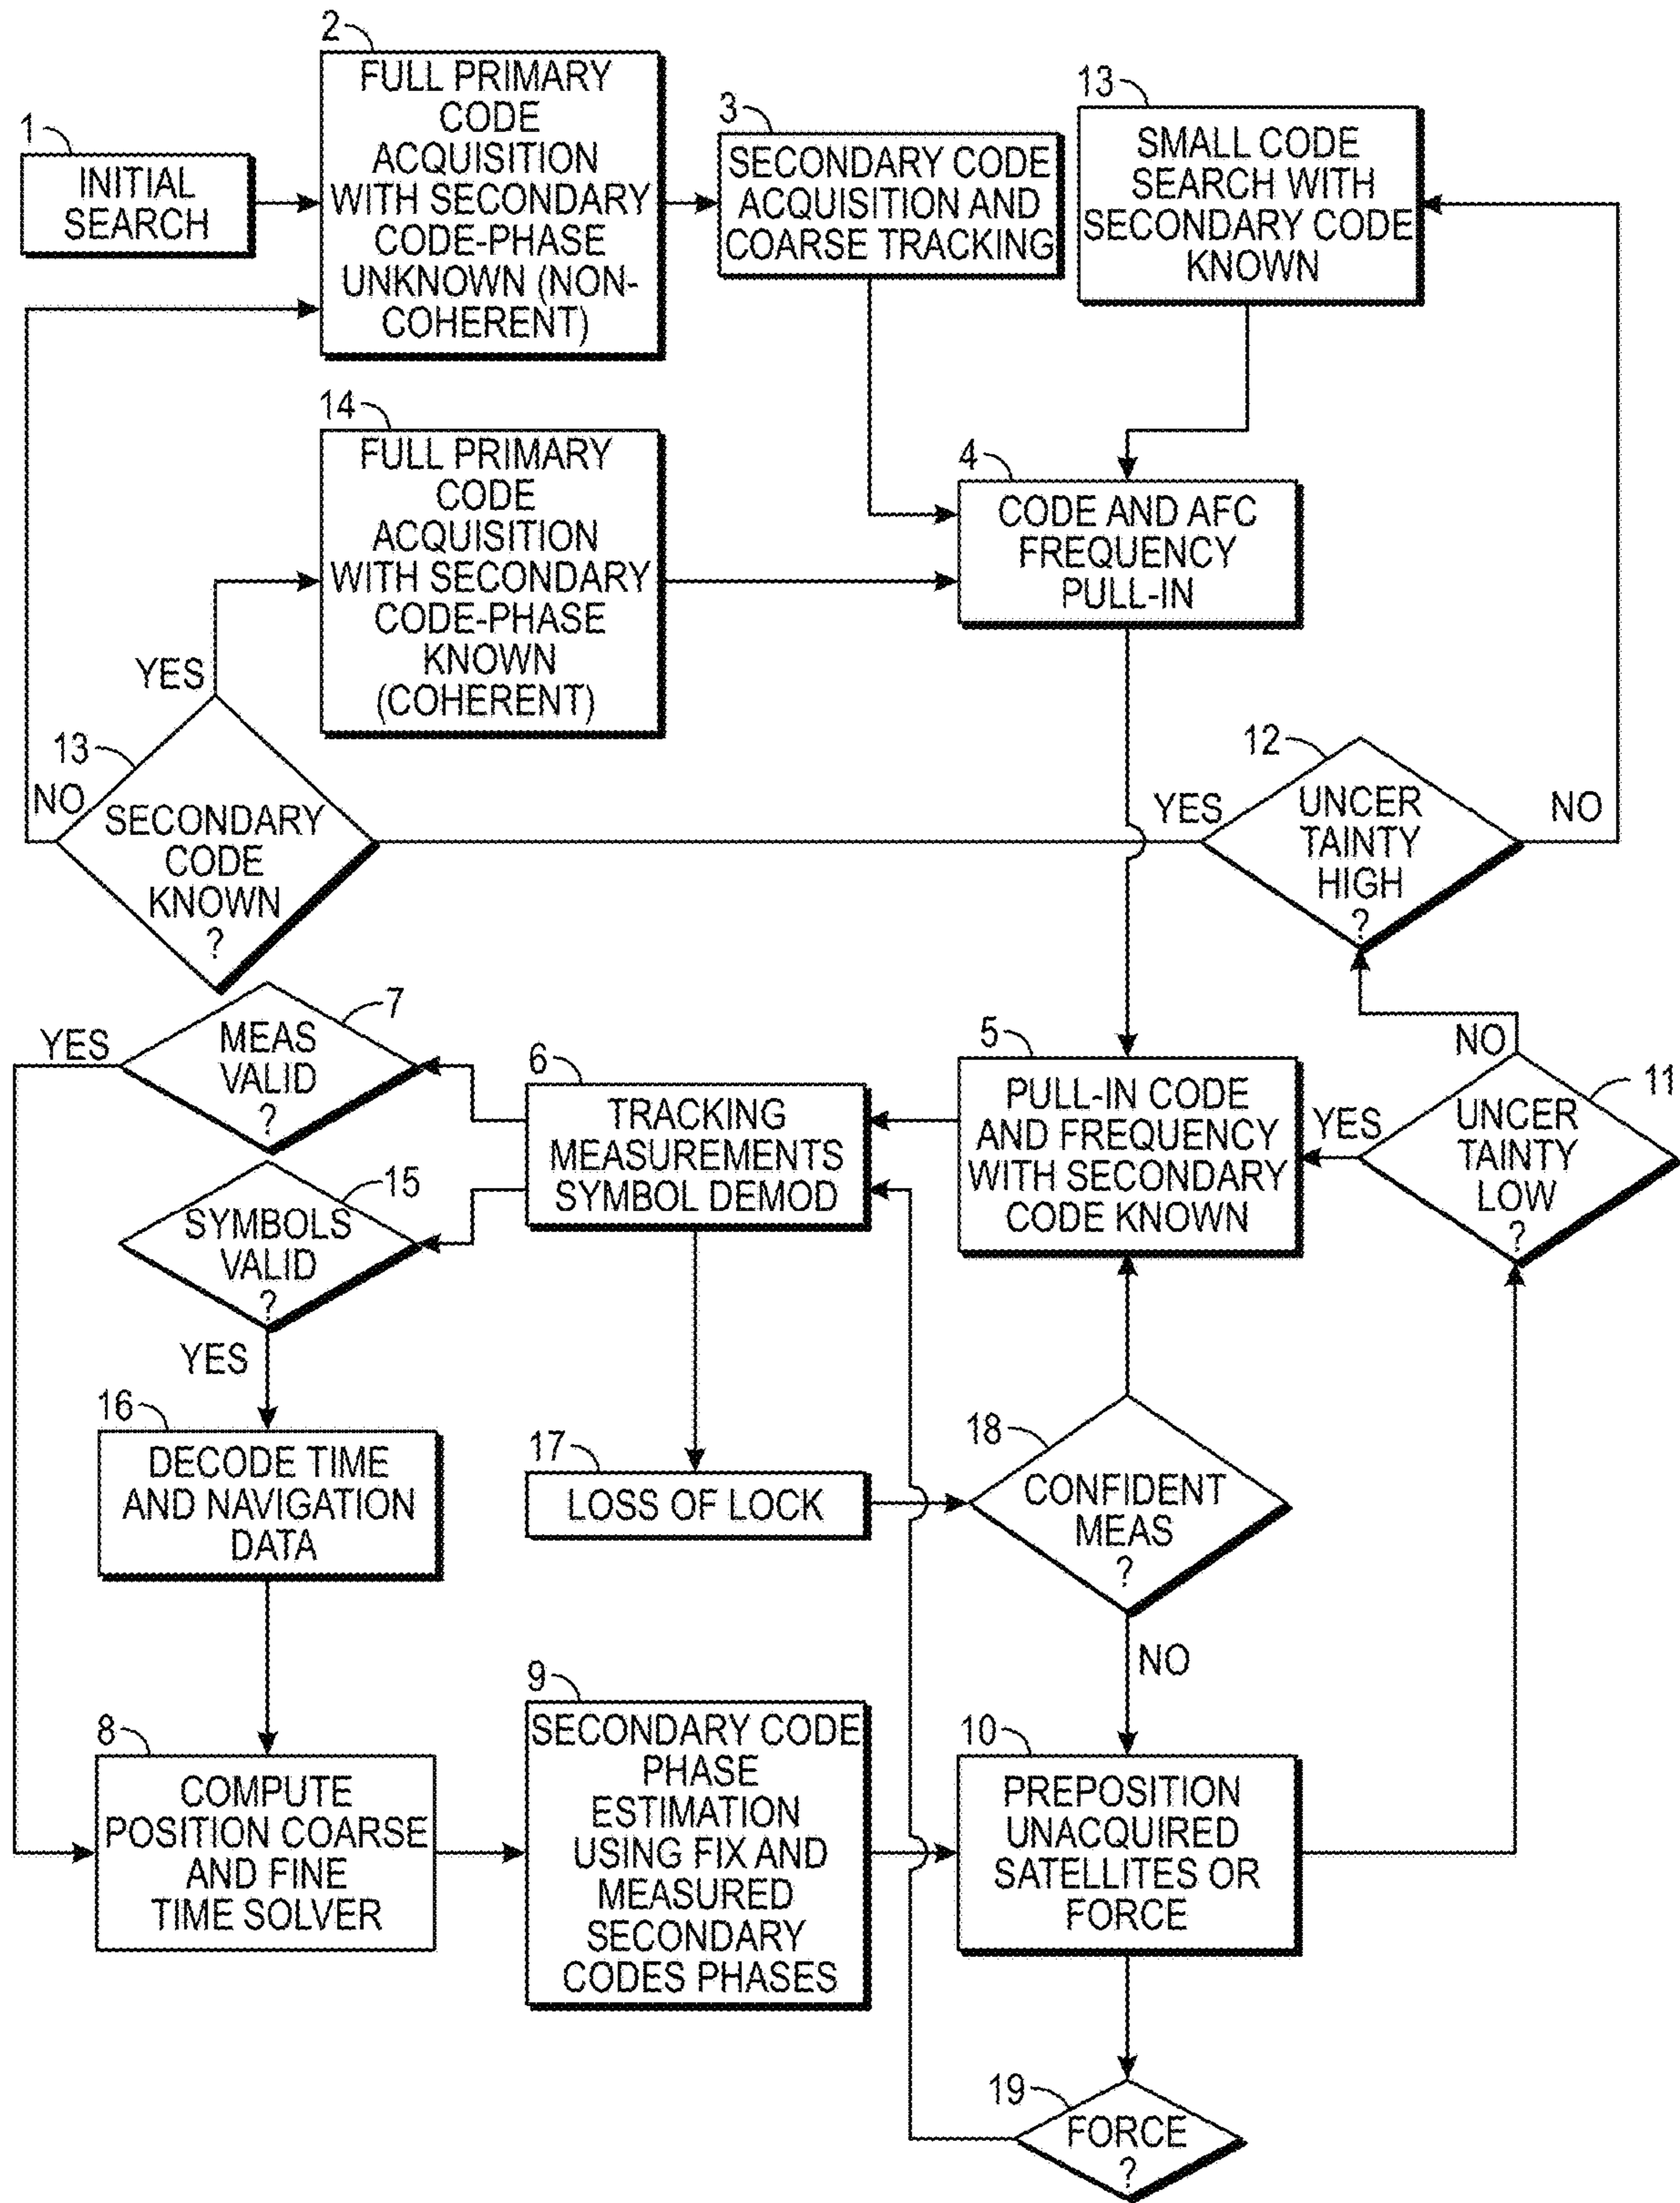 1
INITIAL
SEARCH
2
FULL PRIMARY
CODE
ACQUISITION
WITH SECONDARY
CODE-PHASE
UNKNOWN (NON-
COHERENT)
3
SECONDARY CODE
ACQUISITION AND
COARSE TRACKING
13
SMALL CODE
SEARCH WITH
SECONDARY CODE
KNOWN
14
FULL PRIMARY
CODE
ACQUISITION
WITH SECONDARY
CODE-PHASE
KNOWN
(COHERENT)
4
CODE AND AFC
FREQUENCY
PULL-IN
YES
13
NO
SECONDARY
CODE
KNOWN
?
12
YES
UNCER
TAINTY
HIGH
?
NO
7
YES
MEAS
VALID
?
15
SYMBOLS
VALID
?
YES
6
TRACKING
MEASUREMENTS
SYMBOL DEMOD
5
PULL-IN CODE
AND FREQUENCY
WITH SECONDARY
CODE KNOWN
NO
11
YES
UNCER
TAINTY
LOW
?
16
DECODE TIME
AND NAVIGATION
DATA
17
LOSS OF LOCK
18
CONFIDENT
MEAS
?
NO
8
COMPUTE
POSITION COARSE
AND FINE
TIME SOLVER
9
SECONDARY CODE
PHASE
ESTIMATION
USING FIX AND
MEASURED
SECONDARY
CODES PHASES
10
PREPOSITION
UNACQUIRED
SATELLITES OR
FORCE
19
FORCE
?